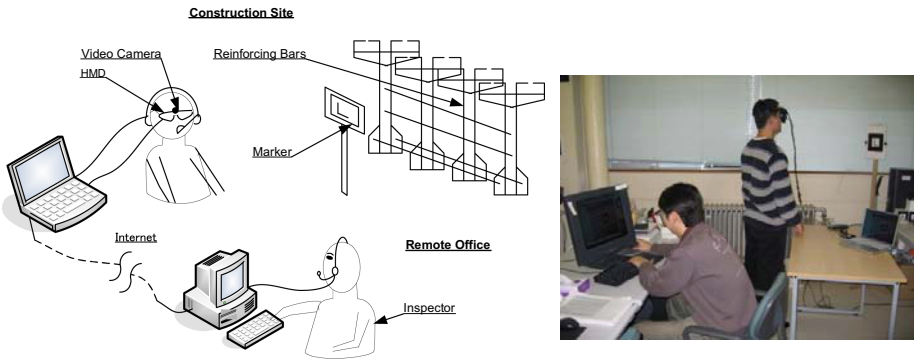 Construction Site
Video Camera
HMD
Reinforcing Bars
Marker
Internet
Remote Office
Inspector